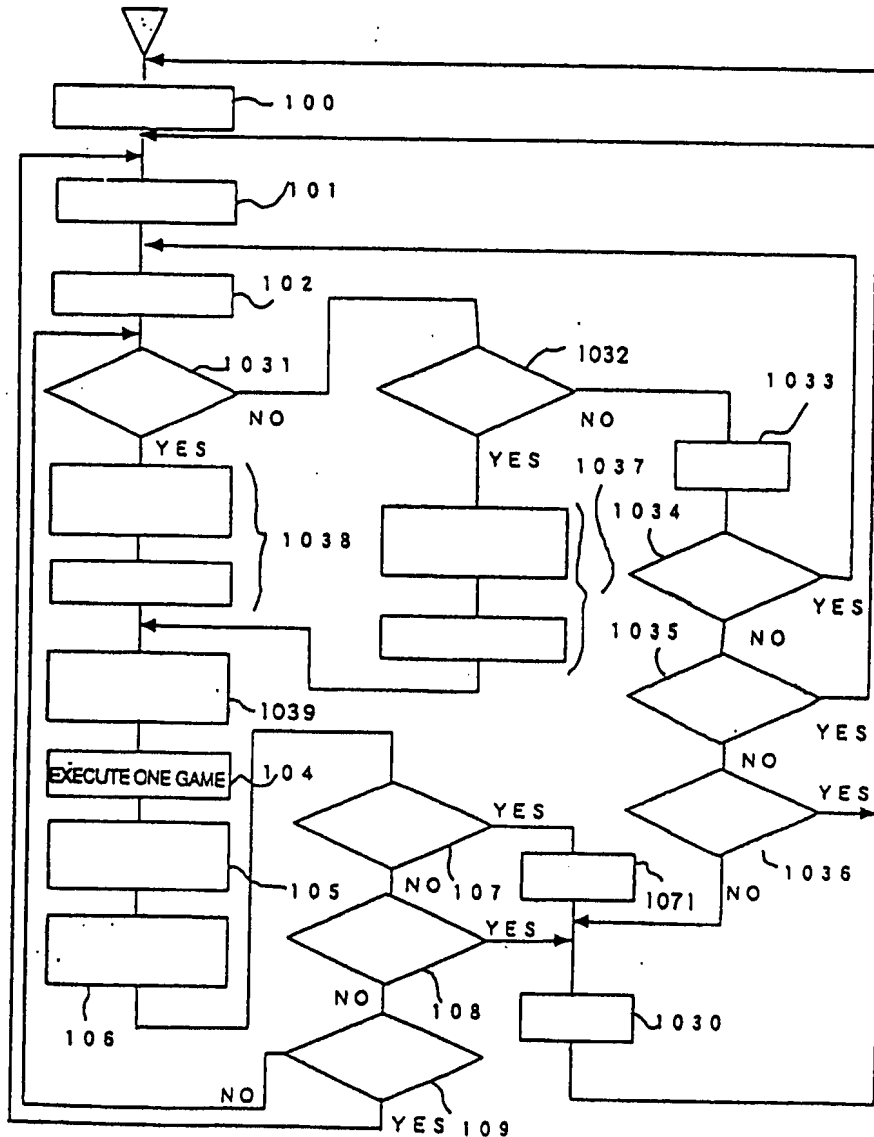 100
101
102
1031
NO
YES
1032
NO
YES
1033
1037
1034
YES
NO
1038
1035
YES
NO
1039
EXECUTE ONE GAME
104
YES
1036
NO
105
YES
107
NO
1071
YES
106
108
NO
1030
NO
YES
109